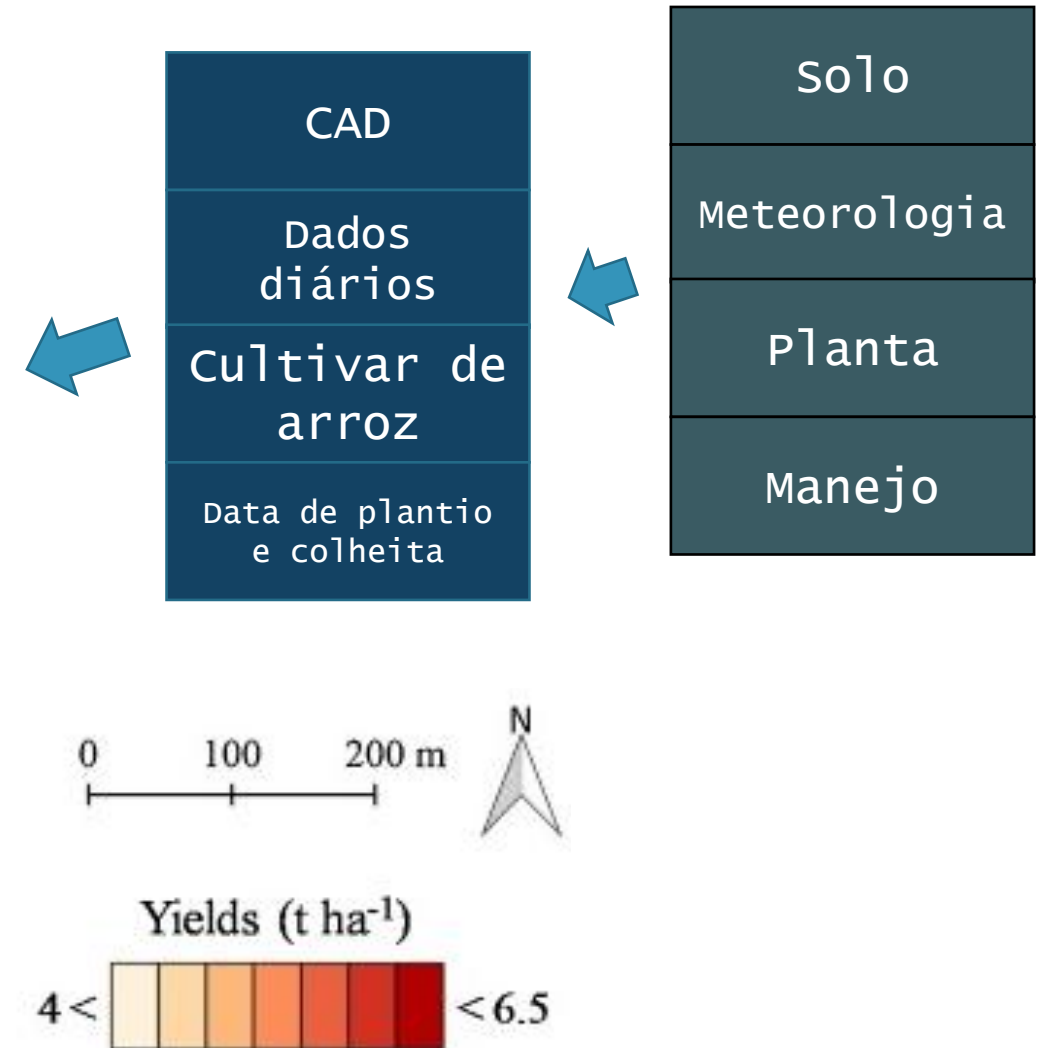 CAD
Dados
diários
Cultivar de
arroz
Data de plantio
e colheita
Solo
Meteorologia
Planta
Manejo
0 100 200 m
N
Yields (t ha⁻¹)
4 < < 6.5